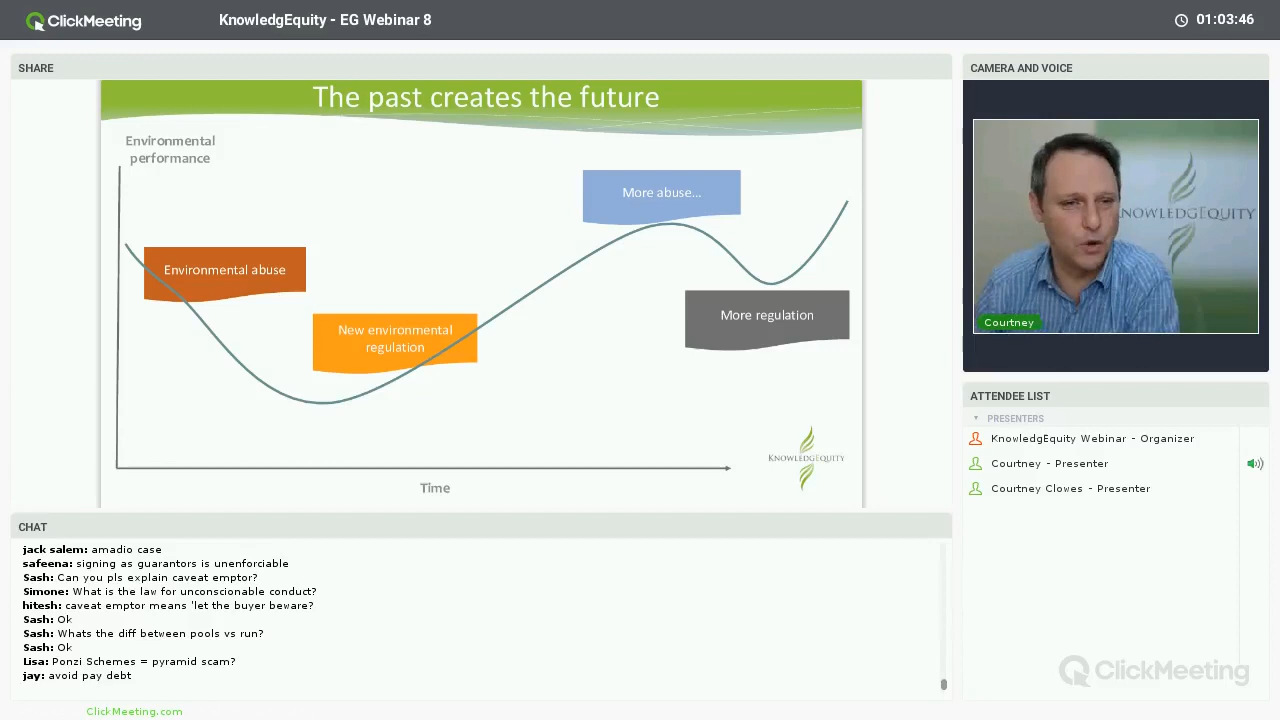 ClickMeeting
KnowledgEquity - EG Webinar 8
01:03:46
SHARE
The past creates the future
Environmental
performance
More abuse...
Environmental abuse
New environmental
regulation
More regulation
KNOWLEDGEQUITY
Time
CAMERA AND VOICE
KNOWLEDGEQUITY
Courtney
ATTENDEE LIST
PRESENTERS
KnowledgEquity Webinar - Organizer
Courtney - Presenter
Courtney Clowes - Presenter
CHAT
jack salem: amadio case
safeena: signing as guarantors is unenforciable
Sash: Can you pls explain caveat emptor?
Simone: What is the law for unconscionable conduct?
hitesh: caveat emptor means 'let the buyer beware?
Sash: Ok
Sash: Whats the diff between pools vs run?
Sash: Ok
Lisa: Ponzi Schemes = pyramid scam?
jay: avoid pay debt
ClickMeeting
ClickMeeting.com